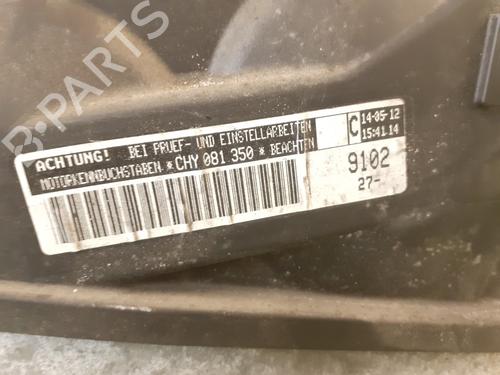 ACHTUNG! BEI PRUEF- UND EINSTELLARBEITEN
MOTORKENNBUCHSTABEN *CHY 081.350* BEACHTEN
C
14-05-12
15:41.14
9102
27-
B-PARTS